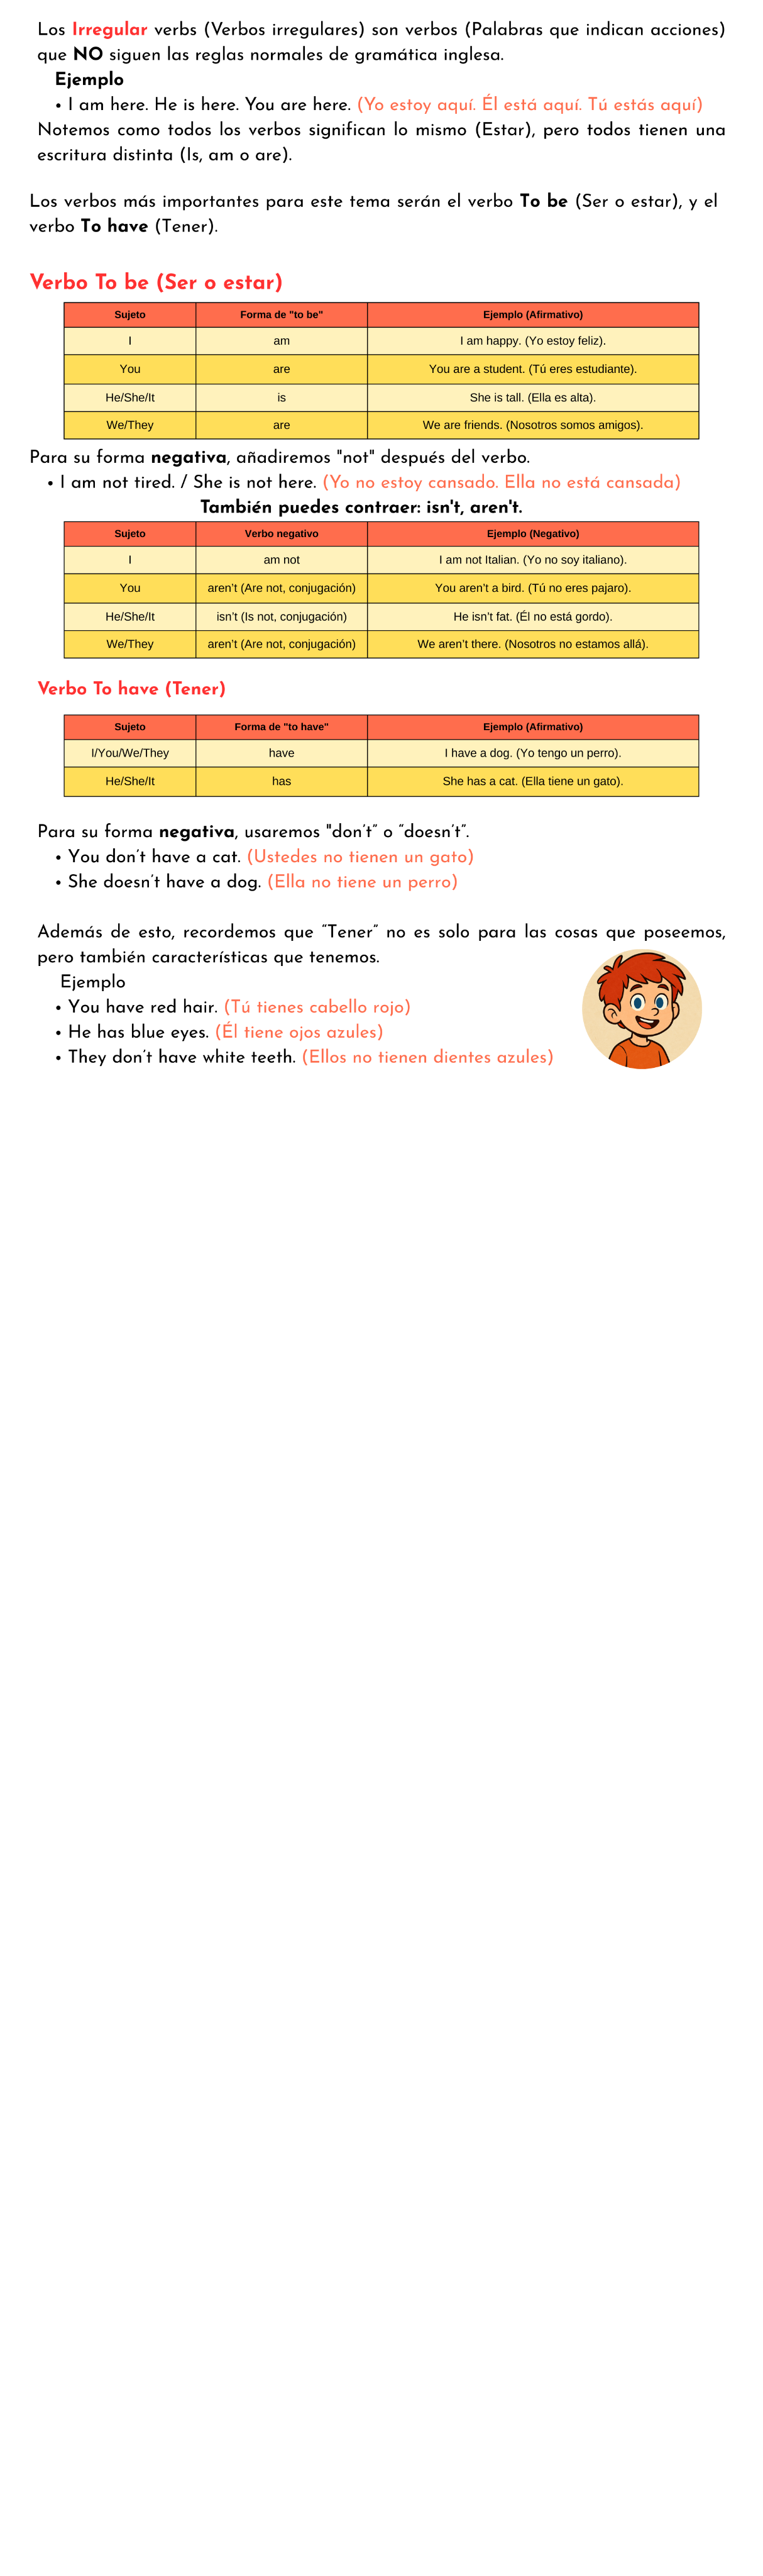 Los Irregular verbs (Verbos irregulares) son verbos (Palabras que indican acciones)
que NO siguen las reglas normales de gramática inglesa.
Ejemplo
• I am here. He is here. You are here. (Yo estoy aquí. Él está aquí. Tú estás aquí)
Notemos como todos los verbos significan lo mismo (Estar), pero todos tienen una
escritura distinta (Is, am o are).
Los verbos más importantes para este tema serán el verbo To be (Ser o estar), y el
verbo To have (Tener).
Verbo To be (Ser o estar)
Sujeto Forma de "to be" Ejemplo (Afirmativo)
I am I am happy. (Yo estoy feliz).
You are You are a student. (Tú eres estudiante).
He/She/It is She is tall. (Ella es alta).
We/They are We are friends. (Nosotros somos amigos).
Para su forma negativa, añadiremos "not" después del verbo.
• I am not tired. / She is not here. (Yo no estoy cansado. Ella no está cansada)
También puedes contraer: isn't, aren't.
Sujeto Verbo negativo Ejemplo (Negativo)
I am not I am not Italian. (Yo no soy italiano).
You aren’t (Are not, conjugación) You aren’t a bird. (Tú no eres pajaro).
He/She/It isn’t (Is not, conjugación) He isn’t fat. (Él no está gordo).
We/They aren’t (Are not, conjugación) We aren’t there. (Nosotros no estamos allá).
Verbo To have (Tener)
Sujeto Forma de "to have" Ejemplo (Afirmativo)
I/You/We/They have I have a dog. (Yo tengo un perro).
He/She/It has She has a cat. (Ella tiene un gato).
Para su forma negativa, usaremos "don’t” o “doesn’t”.
• You don’t have a cat. (Ustedes no tienen un gato)
• She doesn’t have a dog. (Ella no tiene un perro)
Además de esto, recordemos que “Tener” no es solo para las cosas que poseemos,
pero también características que tenemos.
Ejemplo
• You have red hair. (Tú tienes cabello rojo)
• He has blue eyes. (Él tiene ojos azules)
• They don’t have white teeth. (Ellos no tienen dientes azules)